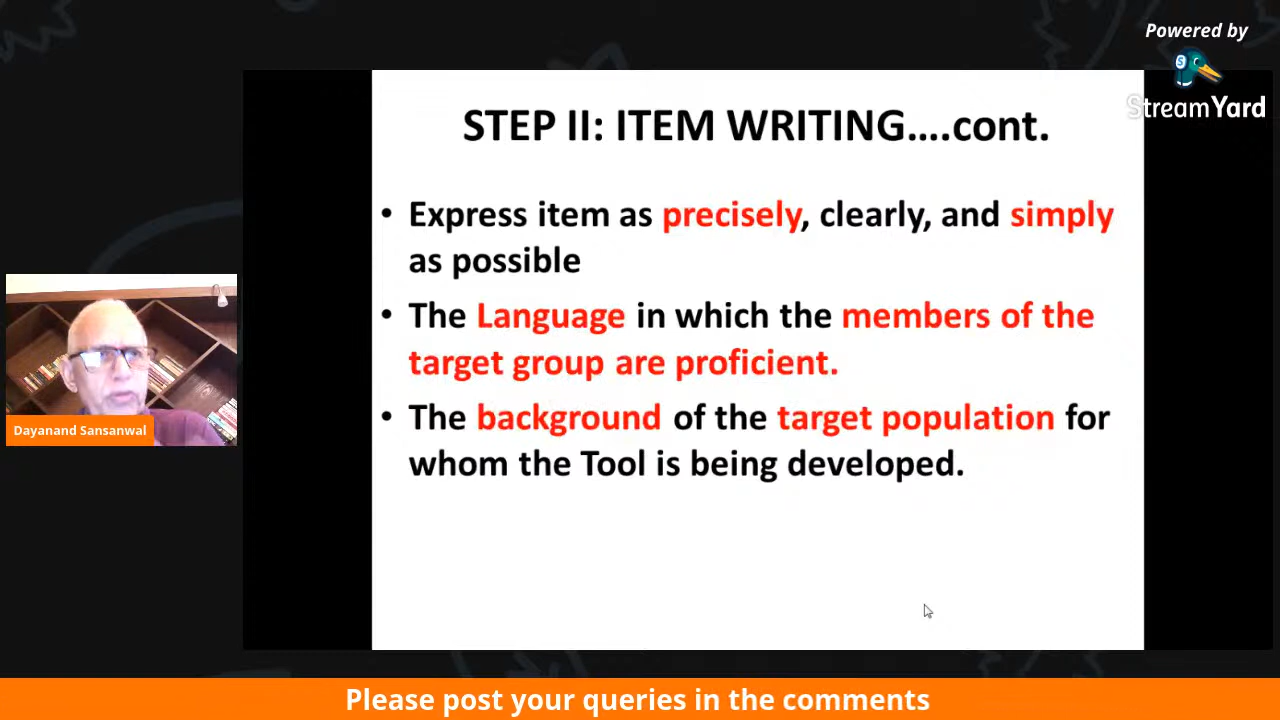 Powered by
StreamYard
STEP II: ITEM WRITING….cont.
• Express item as precisely, clearly, and simply
as possible
• The Language in which the members of the
target group are proficient.
• The background of the target population for
whom the Tool is being developed.
Dayanand Sansanwal
Please post your queries in the comments